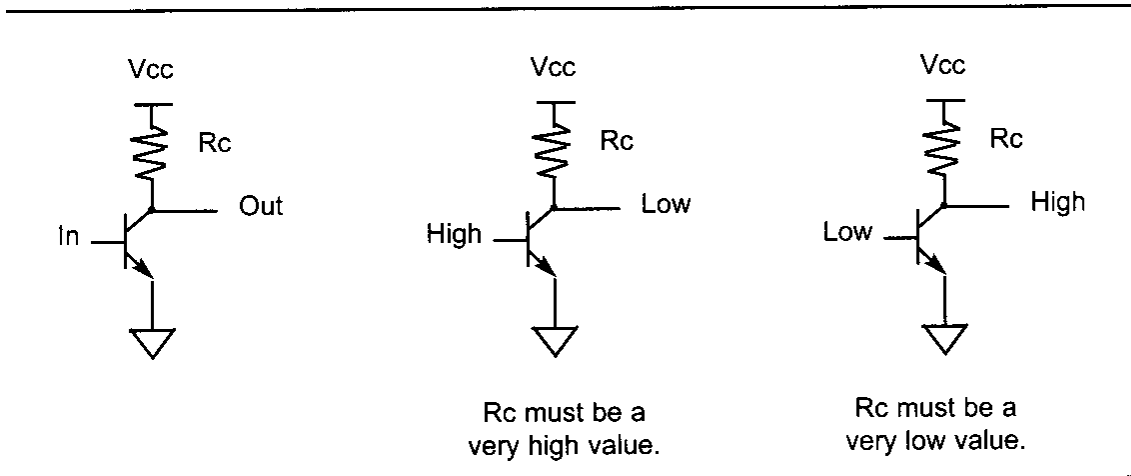 Vcc
Rc
Out
In
Vcc
Rc
Low
High
Rc must be a
very high value.
Vcc
Rc
High
Low
Rc must be a
very low value.